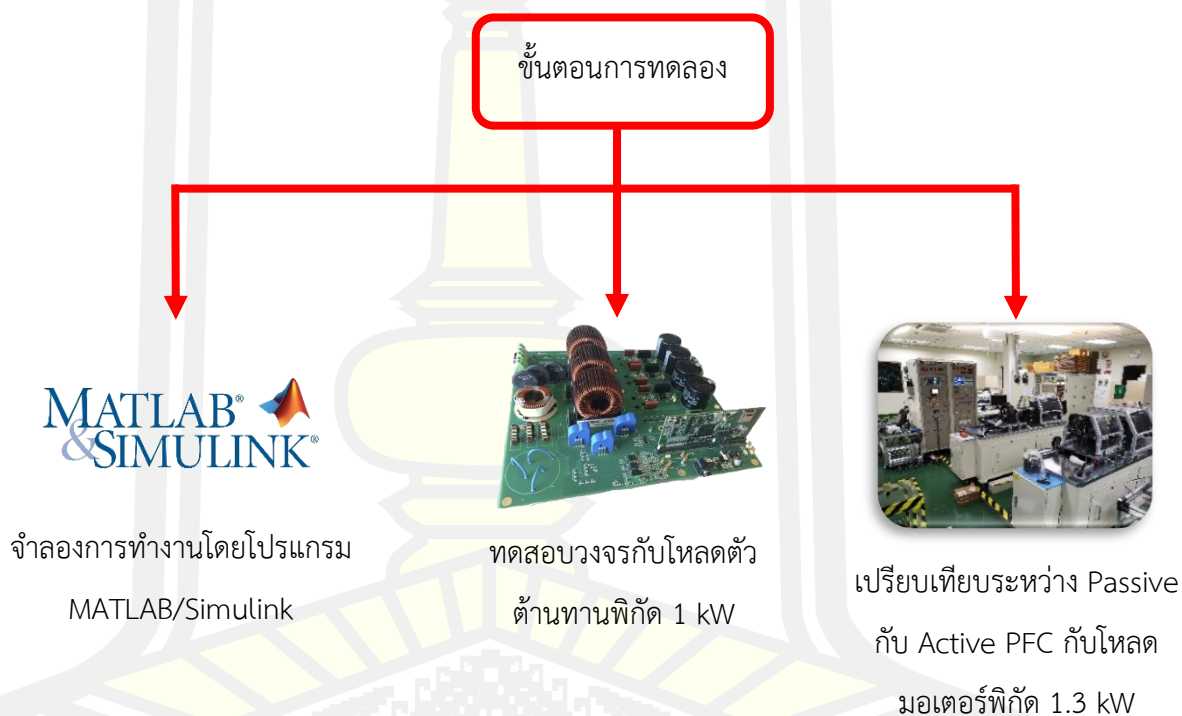 ขั้นตอนการทดลอง
MATLAB®
&SIMULINK®
จำลองการทำงานโดยโปรแกรม
MATLAB/Simulink
ทดสอบวงจรกับโหลดตัว
ต้านทานพิกัด 1 kW
เปรียบเทียบระหว่าง Passive
กับ Active PFC กับโหลด
มอเตอร์พิกัด 1.3 kW